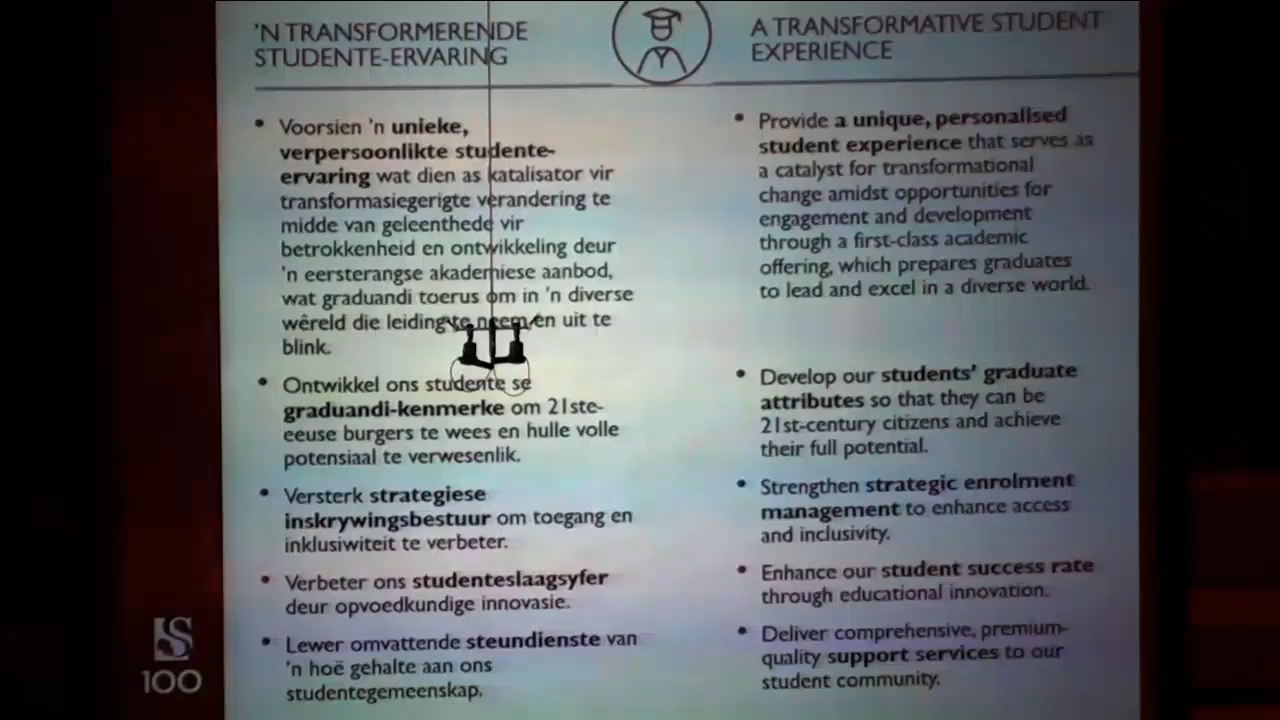 'N TRANSFORMERENDE
STUDENTE-ERVARING
• Voorsien 'n unieke,
verpersoonlikte studente-
ervaring wat dien as katalisator vir
transformasiegerigte verandering te
midde van geleenthede vir
betrokkenheid en ontwikkeling deur
'n eersterangse akademiese aanbod,
wat graduandi toerus om in 'n diverse
wêreld die leiding te neem en uit te
blink.
• Ontwikkel ons studente se
graduandi-kenmerke om 21ste-
eeuse burgers te wees en hulle volle
potensiaal te verwesenlik.
• Versterk strategiese
inskrywingsbestuur om toegang en
inklusiwiteit te verbeter.
• Verbeter ons studenteslaagsyfer
deur opvoedkundige innovasie.
• Lewer omvattende steundienste van
'n hoë gehalte aan ons
studentegemeenskap.
A TRANSFORMATIVE STUDENT
EXPERIENCE
• Provide a unique, personalised
student experience that serves as
a catalyst for transformational
change amidst opportunities for
engagement and development
through a first-class academic
offering, which prepares graduates
to lead and excel in a diverse world.
• Develop our students' graduate
attributes so that they can be
21st-century citizens and achieve
their full potential.
• Strengthen strategic enrolment
management to enhance access
and inclusivity.
• Enhance our student success rate
through educational innovation.
• Deliver comprehensive, premium-
quality support services to our
student community.
S
100